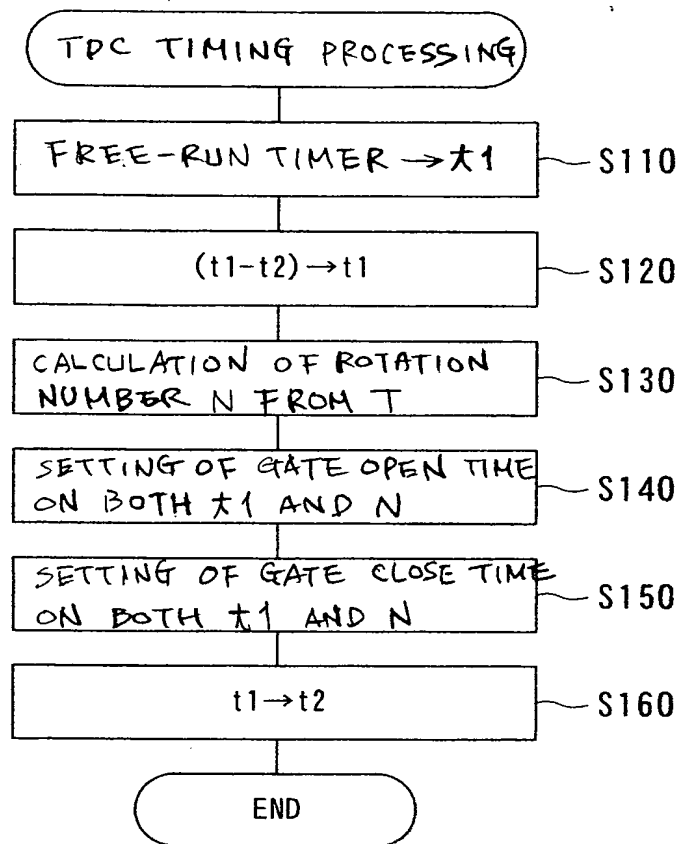 TDC TIMING PROCESSING
FREE-RUN TIMER → t1
S110
(t1-t2)→t1
S120
CALCULATION OF ROTATION
NUMBER N FROM T
S130
SETTING OF GATE OPEN TIME
ON BOTH t1 AND N
S140
SETTING OF GATE CLOSE TIME
ON BOTH t1 AND N
S150
t1→t2
S160
END